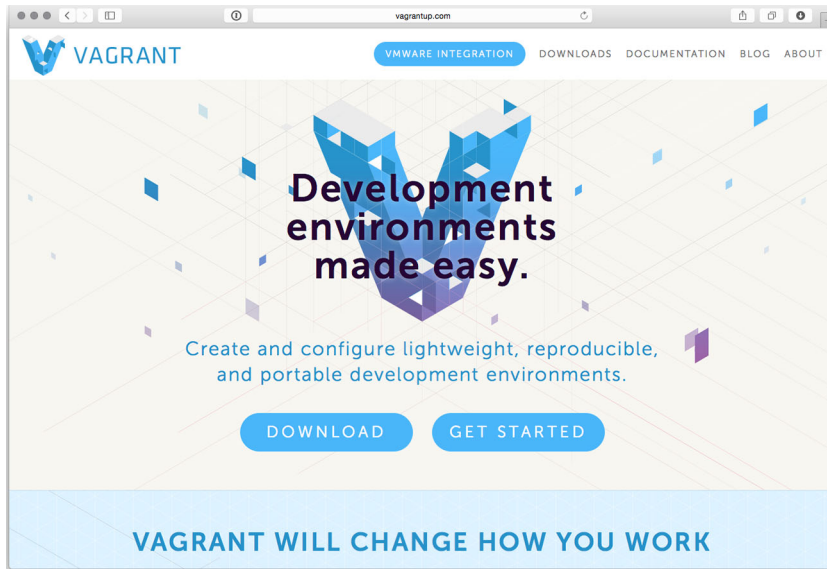 vagrantup.com
VAGRANT
VMWARE INTEGRATION DOWNLOADS DOCUMENTATION BLOG ABOUT
Development
environments
made easy.
Create and configure lightweight, reproducible,
and portable development environments.
DOWNLOAD GET STARTED
VAGRANT WILL CHANGE HOW YOU WORK